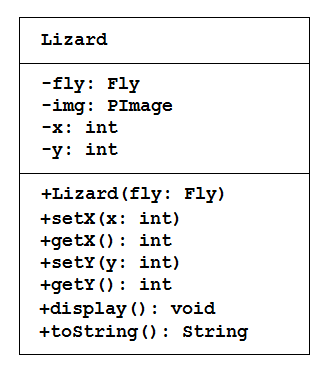 Lizard
-fly: Fly
-img: PImage
-x: int
-y: int
+Lizard(fly: Fly)
+setX(x: int)
+getX(): int
+setY(y: int)
+getY(): int
+display(): void
+toString(): String